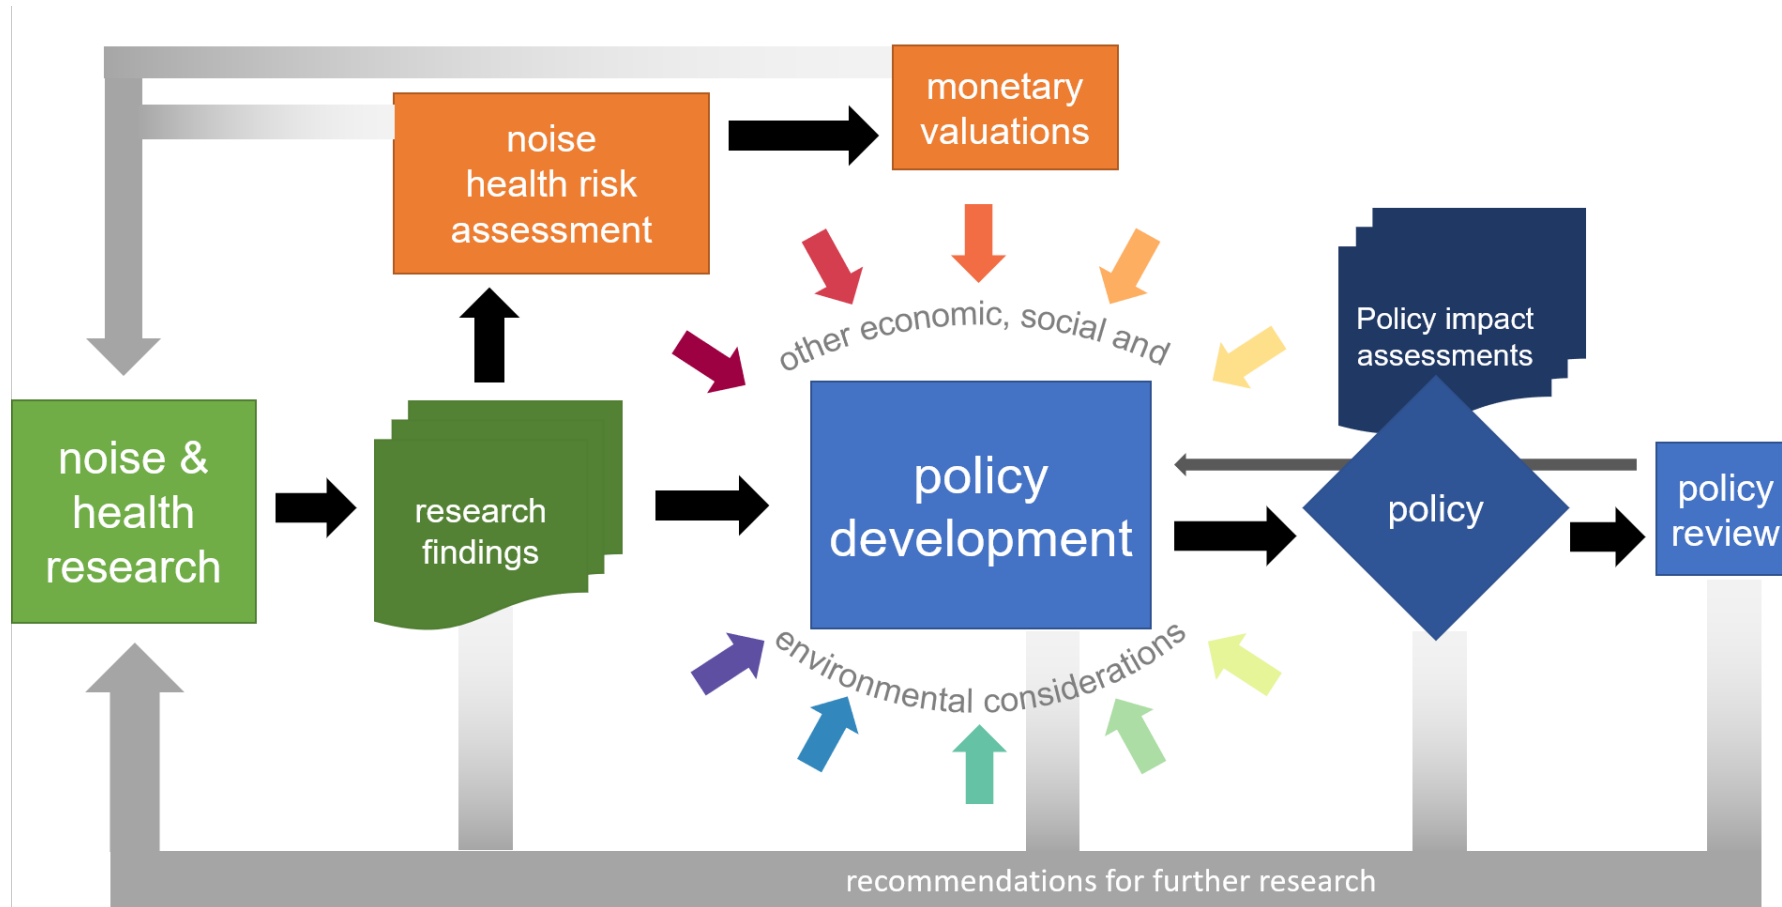 monetary
valuations
noise
health risk
assessment
other economic, social and
Policy impact
assessments
noise &
health
research
research
findings
policy
development
policy
policy
review
environmental considerations
recommendations for further research